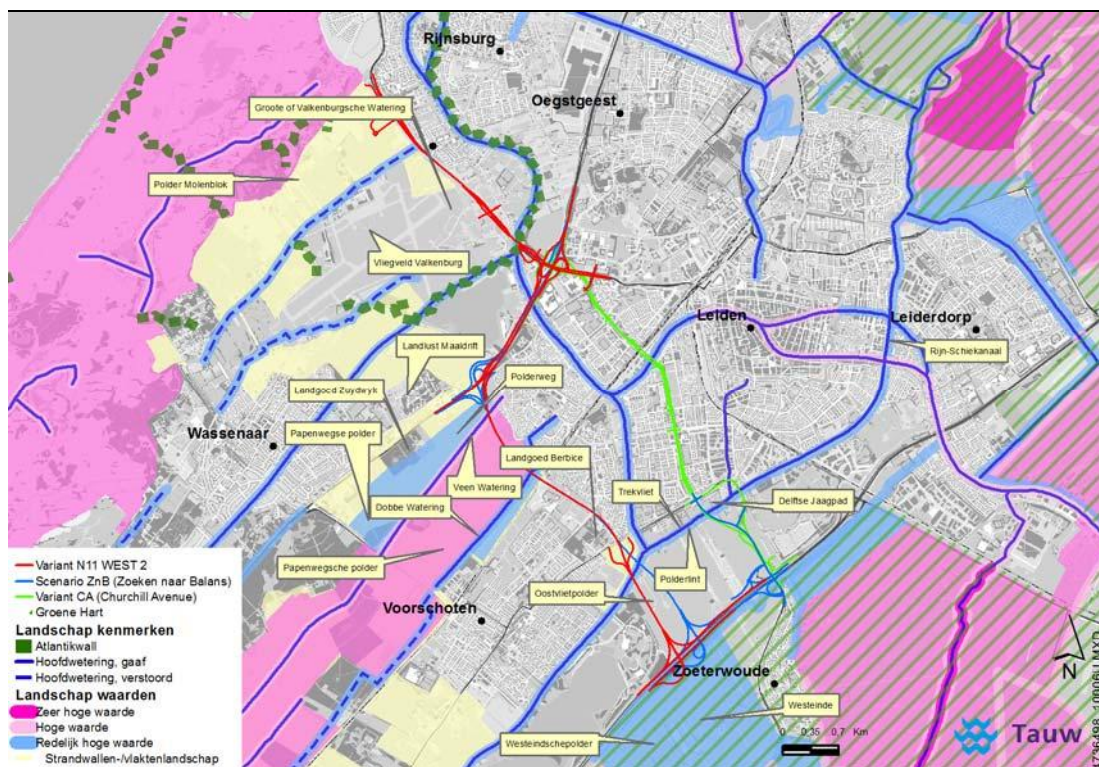 Rijnsburg
Oegstgeest
Groote of Valkenburgsche Watering
Polder Molenblok
Vliegveld Valkenburg
Leiden
Leiderdorp
Rijn-Schiekanaal
Landlust Maaldrift
Polderweg
Landgoed Zuydwyk
Wassenaar
Papenwegse polder
Landgoed Berbice
Veen Watering
Trekvliet
Delftse Jaagpad
Dobbe Watering
Papenwegsche polder
Polderlint
Oostvlietpolder
Voorschoten
Zoeterwoude
Westeinde
Westeindschepolder
Variant N11 WEST 2
Scenario ZnB (Zoeken naar Balans)
Variant CA (Churchill Avenue)
Groene Hart
Landschap kenmerken
Atlantikwall
Hoofdwetering, gaaf
Hoofdwetering, verstoord
Landschap waarden
Zeer hoge waarde
Hoge waarde
Redelijk hoge waarde
Strandwallen-/vlaktenlandschap
N
0 0,35 0,7 Km
Tauw